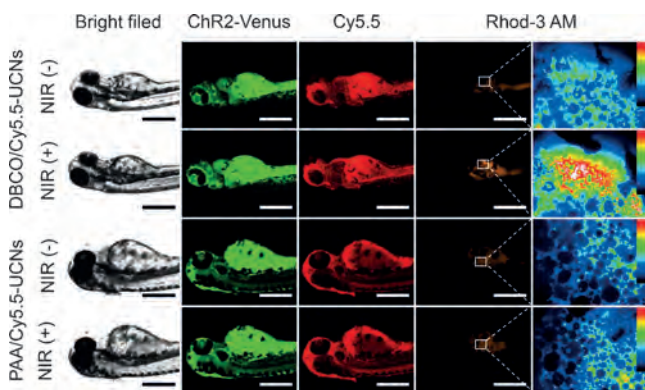 Bright filed ChR2-Venus Cy5.5 Rhod-3 AM
DBCO/Cy5.5-UCNs
NIR (-)
NIR (+)
PAA/Cy5.5-UCNs
NIR (-)
NIR (+)